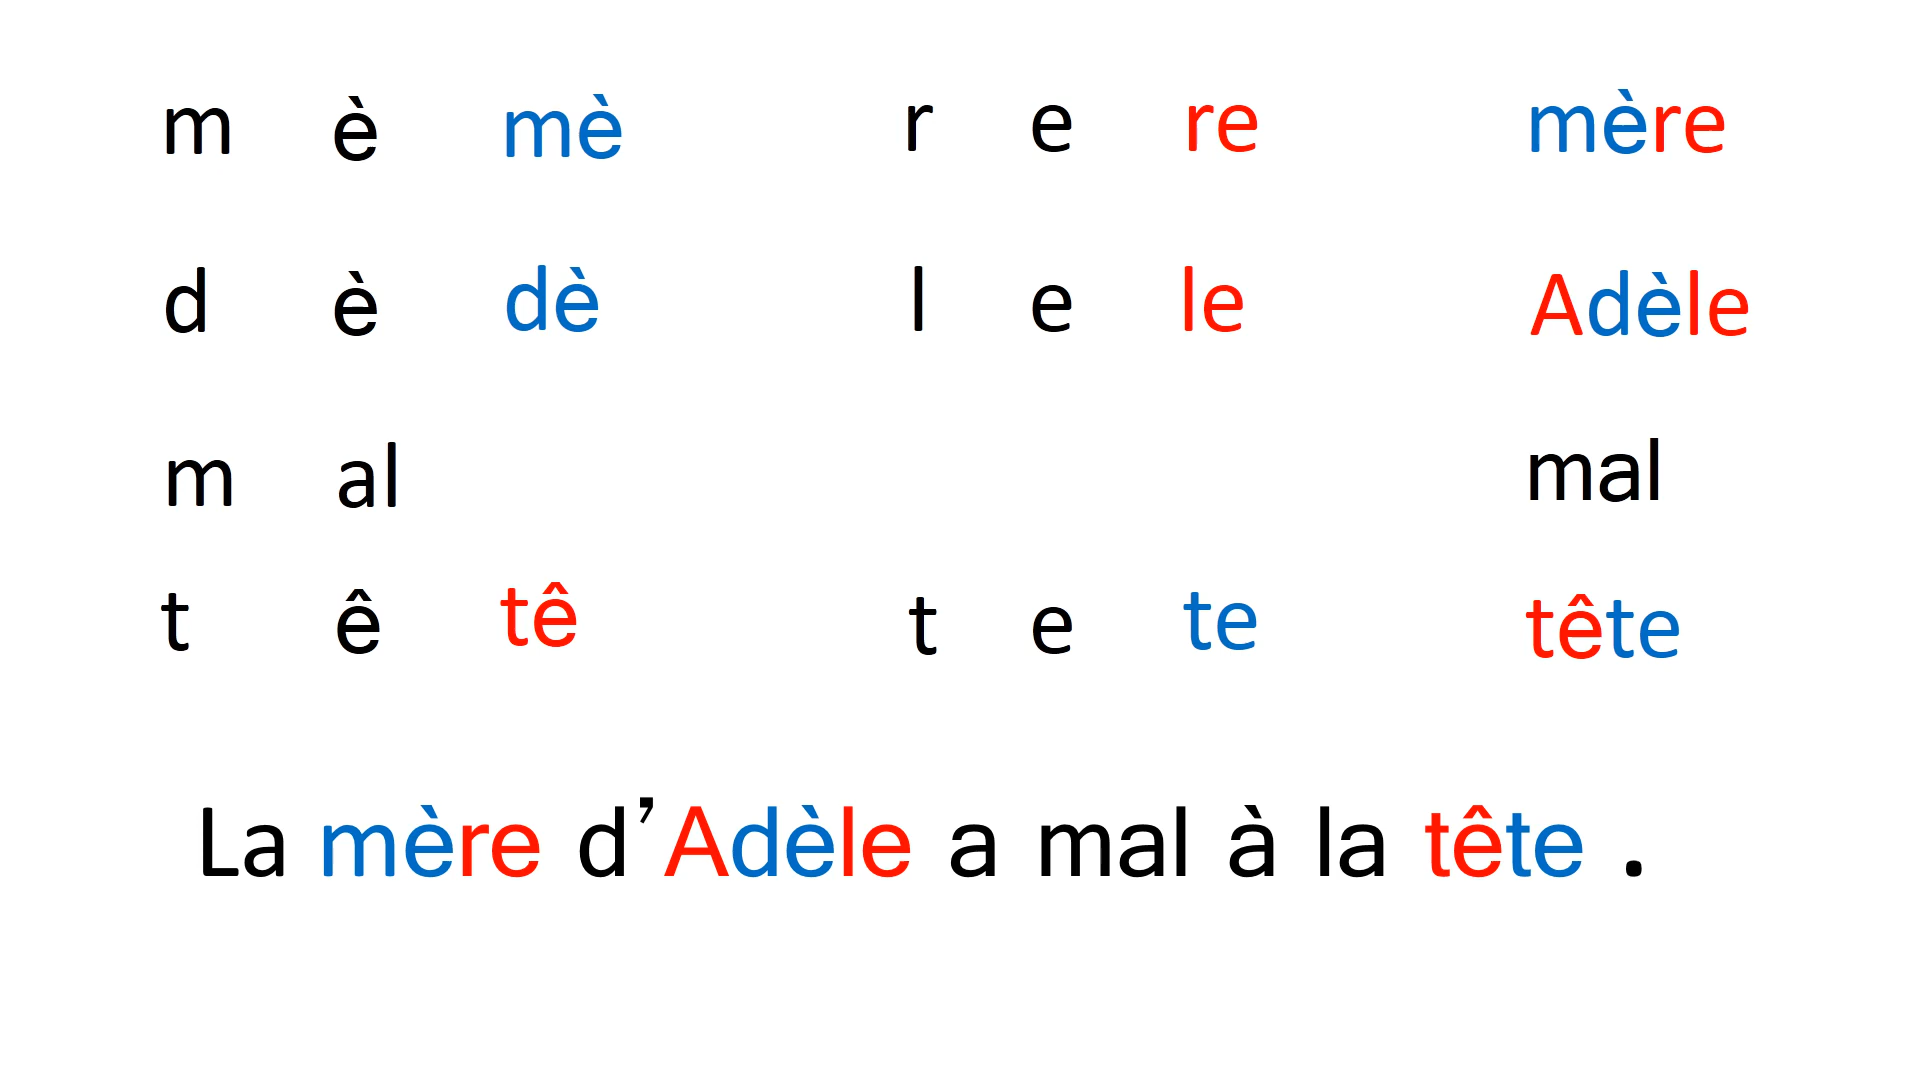 m è mè r e re mère
d è dè l e le Adèle
m al mal
t ê tê t e te tête
La mère d’Adèle a mal à la tête .